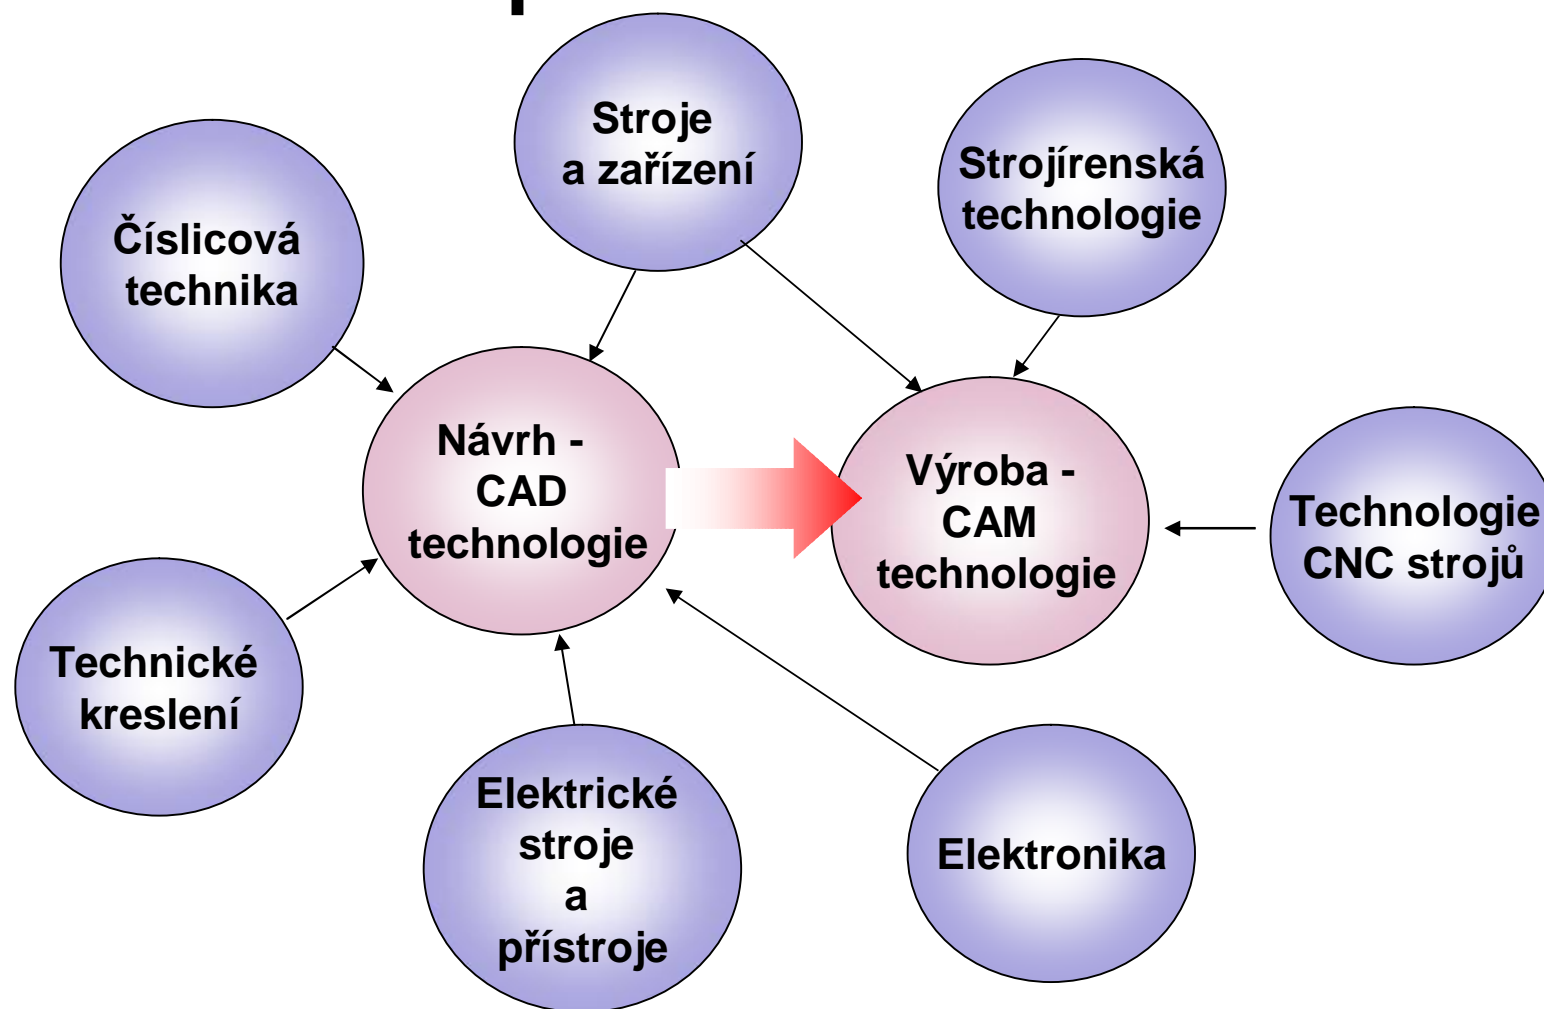 Stroje
a zařízení
Strojírenská
technologie
Číslicová
technika
Návrh -
CAD
technologie
Výroba -
CAM
technologie
Technologie
CNC strojů
Technické
kreslení
Elektrické
stroje
a
přístroje
Elektronika